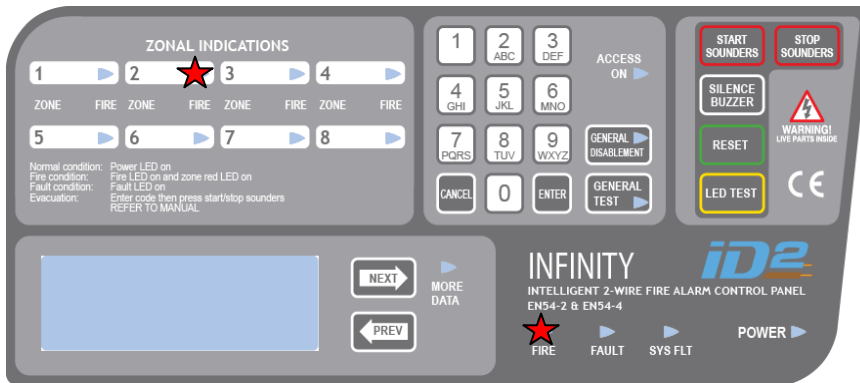 ZONAL INDICATIONS
1 2 3 4
ZONE FIRE ZONE FIRE ZONE FIRE ZONE FIRE
5 6 7 8
Normal condition: Power LED on
Fire condition: Fire LED on and zone red LED on
Fault condition: Fault LED on
Evacuation: Enter code then press start/stop sounders
REFER TO MANUAL
1 2 ABC 3 DEF
4 GHI 5 JKL 6 MNO
7 PQRS 8 TUV 9 WXYZ
CANCEL 0 ENTER
ACCESS
ON
GENERAL
DISABLEMENT
GENERAL
TEST
START
SOUNDERS
STOP
SOUNDERS
SILENCE
BUZZER
RESET
LED TEST
WARNING!
LIVE PARTS INSIDE
CE
NEXT
PREV
MORE
DATA
INFINITY iD2
INTELLIGENT 2-WIRE FIRE ALARM CONTROL PANEL
EN54-2 & EN54-4
FIRE FAULT SYS FLT POWER